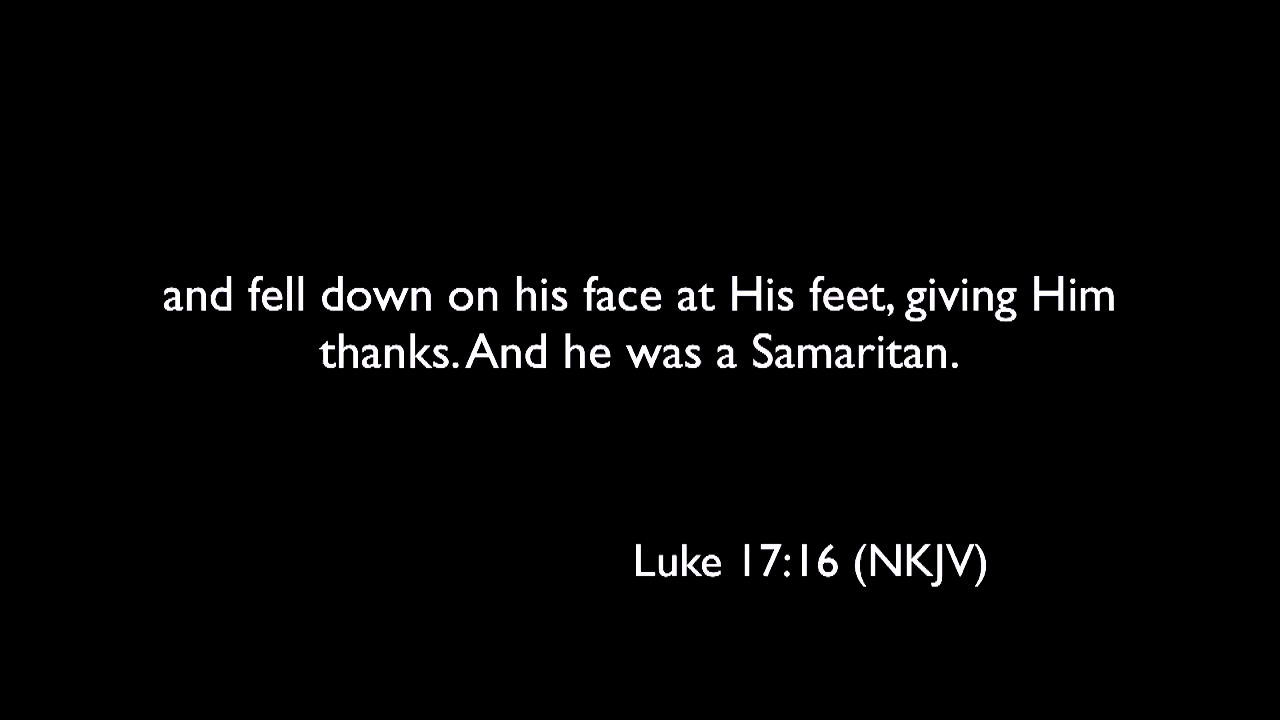 and fell down on his face at His feet, giving Him
thanks. And he was a Samaritan.
Luke 17:16 (NKJV)